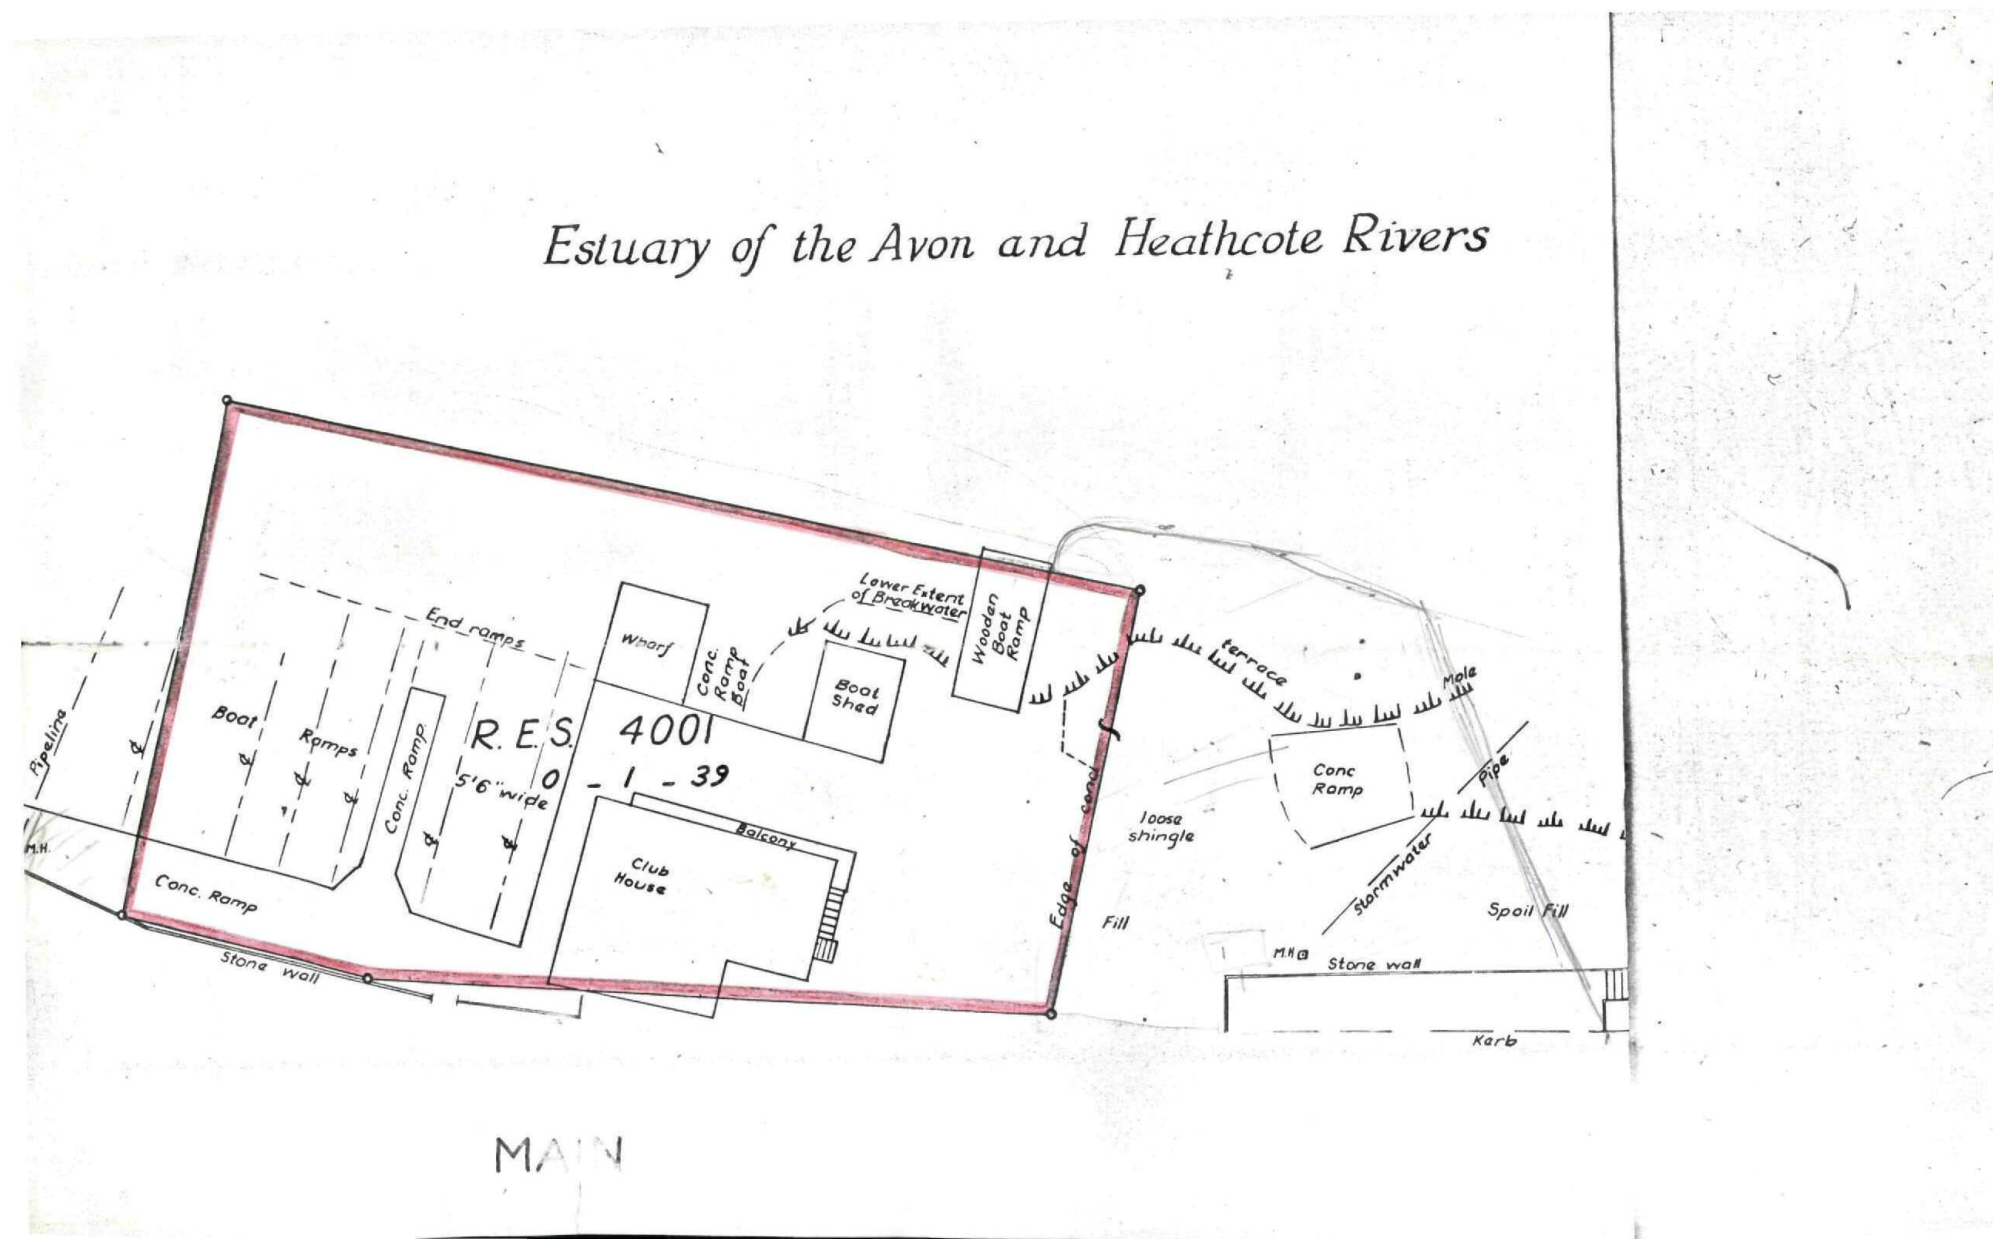 Estuary of the Avon and Heathcote Rivers
Lower Extent
of Breakwater
Wooden
Boat
Ramp
End ramps
Wharf
Conc.
Ramp
Boat
Boat
Shed
terrace
Mole
Pipeline
Boat
Ramps
Conc. Ramp
R.E.S. 4001
5'6" wide
0 - 1 - 39
Conc
Ramp
Pipe
Stormwater
loose
shingle
Edge of cond
f
Balcony
Club
House
M.H.
Conc. Ramp
Fill
Spoil Fill
M.H
Stone wall
Stone wall
Kerb
MAIN